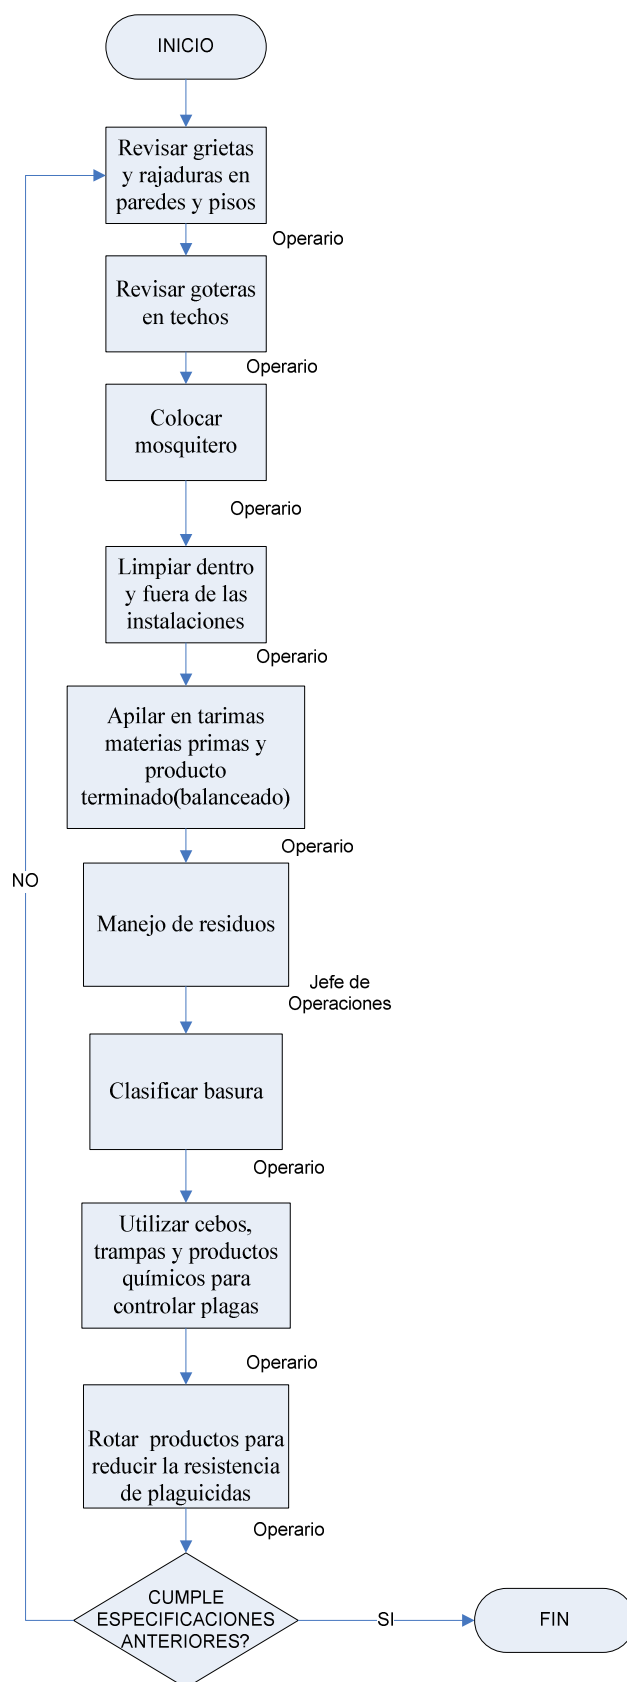 INICIO
Revisar grietas
y rajaduras en
paredes y pisos
Operario
Revisar goteras
en techos
Operario
Colocar
mosquitero
Operario
Limpiar dentro
y fuera de las
instalaciones
Operario
Apilar en tarimas
materias primas y
producto
terminado(balanceado)
Operario
NO
Manejo de residuos
Jefe de
Operaciones
Clasificar basura
Operario
Utilizar cebos,
trampas y productos
químicos para
controlar plagas
Operario
Rotar productos para
reducir la resistencia
de plaguicidas
Operario
CUMPLE
ESPECIFICACIONES
ANTERIORES?
SI
FIN